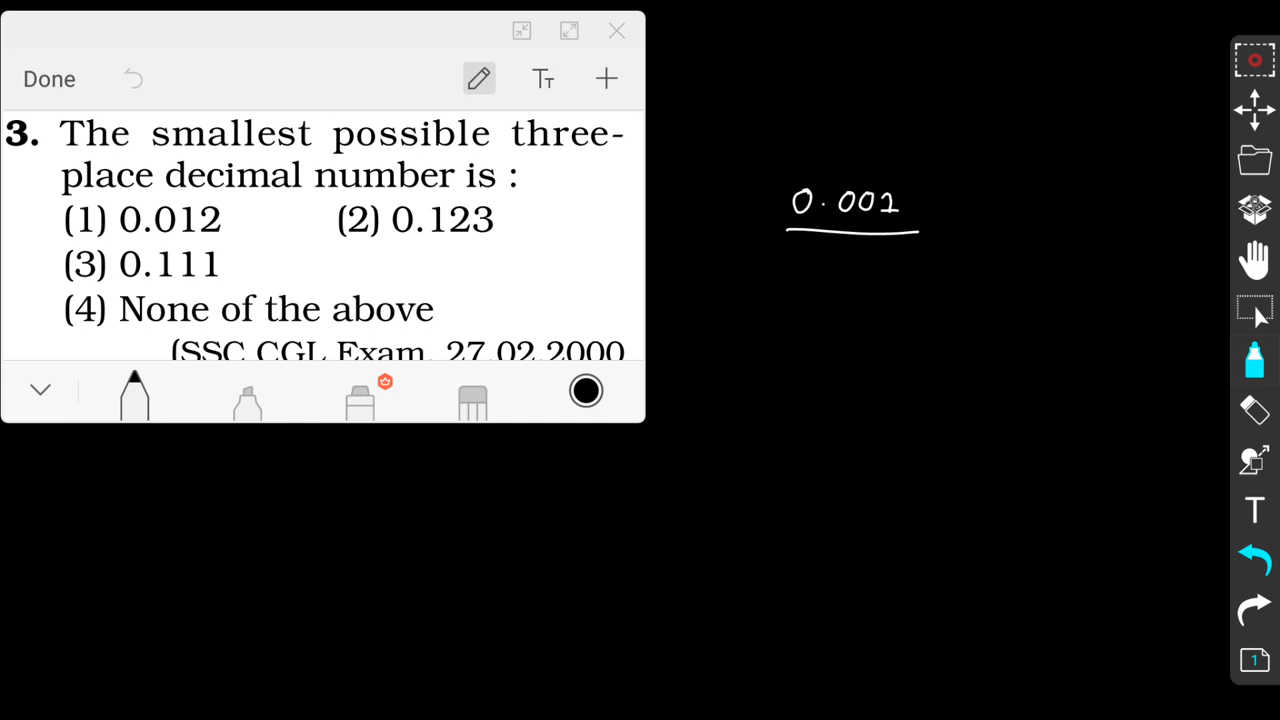 Done
TT
3. The smallest possible three-
place decimal number is :
(1) 0.012 (2) 0.123
(3) 0.111
(4) None of the above
(SSC CGL Exam. 27.02.2000
0.001
T
1